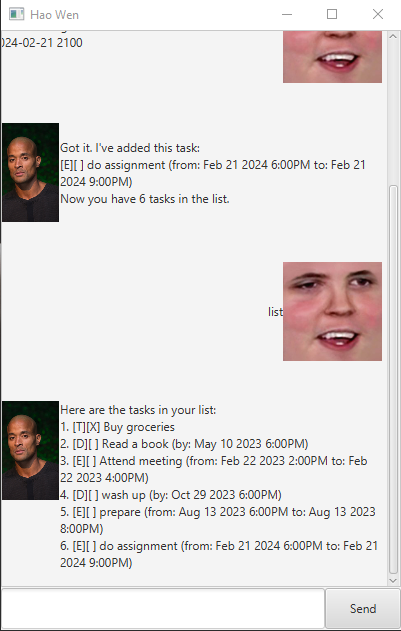 Hao Wen
024-02-21 2100
Got it. I've added this task:
[E][ ] do assignment (from: Feb 21 2024 6:00PM to: Feb 21
2024 9:00PM)
Now you have 6 tasks in the list.
list
Here are the tasks in your list:
1. [T][X] Buy groceries
2. [D][ ] Read a book (by: May 10 2023 6:00PM)
3. [E][ ] Attend meeting (from: Feb 22 2023 2:00PM to: Feb
22 2023 4:00PM)
4. [D][ ] wash up (by: Oct 29 2023 6:00PM)
5. [E][ ] prepare (from: Aug 13 2023 6:00PM to: Aug 13 2023
8:00PM)
6. [E][ ] do assignment (from: Feb 21 2024 6:00PM to: Feb 21
2024 9:00PM)
Send